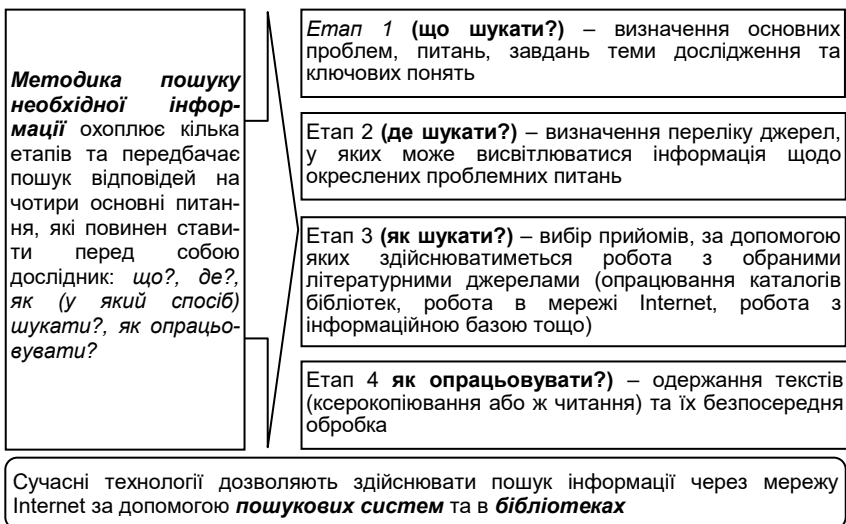 Методика пошуку
необхідної інфор-
мації охоплює кілька
етапів та передбачає
пошук відповідей на
чотири основні питан-
ня, які повинен стави-
ти перед собою
дослідник: що?, де?,
як (у який спосіб)
шукати?, як опрацьо-
вувати?
Етап 1 (що шукати?) – визначення основних
проблем, питань, завдань теми дослідження та
ключових понять
Етап 2 (де шукати?) – визначення переліку джерел,
у яких може висвітлюватися інформація щодо
окреслених проблемних питань
Етап 3 (як шукати?) – вибір прийомів, за допомогою
яких здійснюватиметься робота з обраними
літературними джерелами (опрацювання каталогів
бібліотек, робота в мережі Internet, робота з
інформаційною базою тощо)
Етап 4 як опрацьовувати?) – одержання текстів
(ксерокопіювання або ж читання) та їх безпосередня
обробка
Сучасні технології дозволяють здійснювати пошук інформації через мережу
Internet за допомогою пошукових систем та в бібліотеках